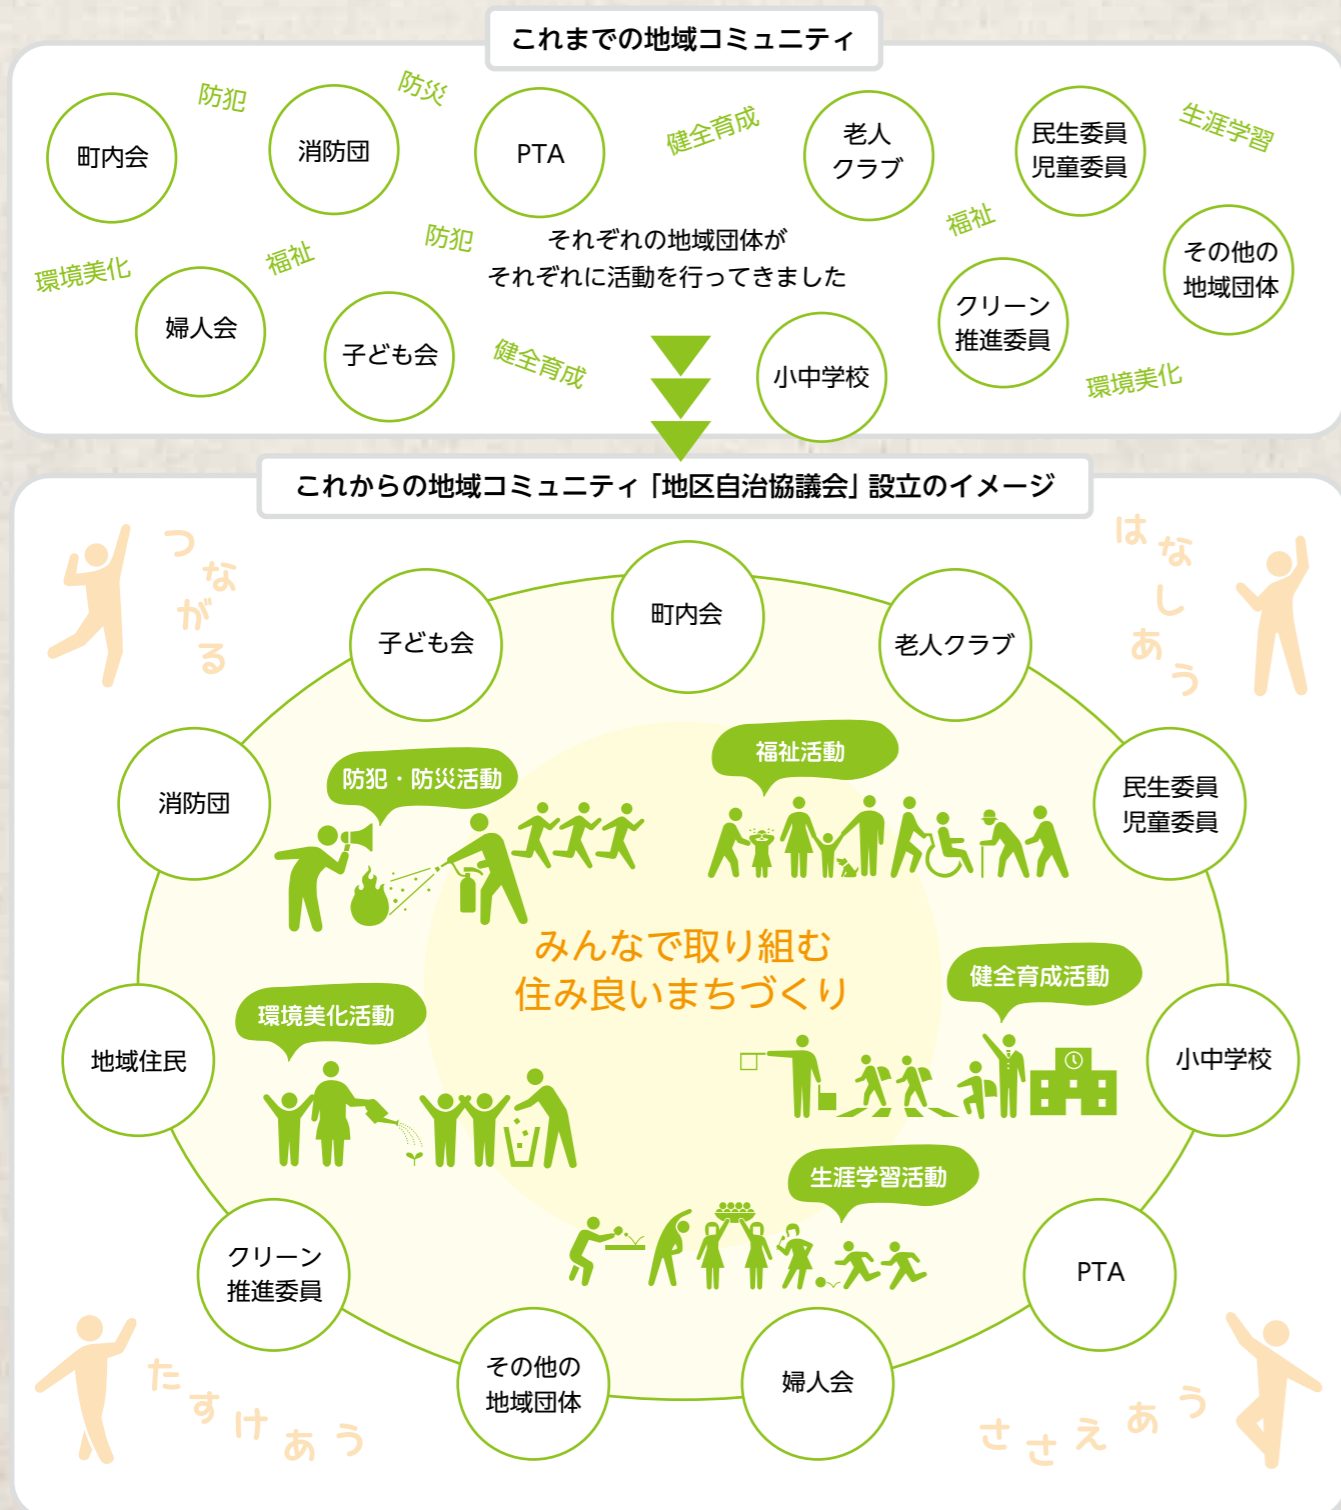 これまでの地域コミュニティ
防犯
防災
健全育成
生涯学習
町内会
消防団
PTA
老人
クラブ
民生委員
児童委員
環境美化
福祉
防犯
それぞれの地域団体が
それぞれに活動を行ってきました
福祉
その他の
地域団体
婦人会
子ども会
健全育成
小中学校
クリーン
推進委員
環境美化
これからの地域コミュニティ「地区自治協議会」設立のイメージ
つながる
はなしあう
子ども会
町内会
老人クラブ
消防団
防犯・防災活動
福祉活動
民生委員
児童委員
みんなで取り組む
住み良いまちづくり
環境美化活動
健全育成活動
地域住民
小中学校
生涯学習活動
クリーン
推進委員
PTA
その他の
地域団体
婦人会
たすけあう
ささえあう